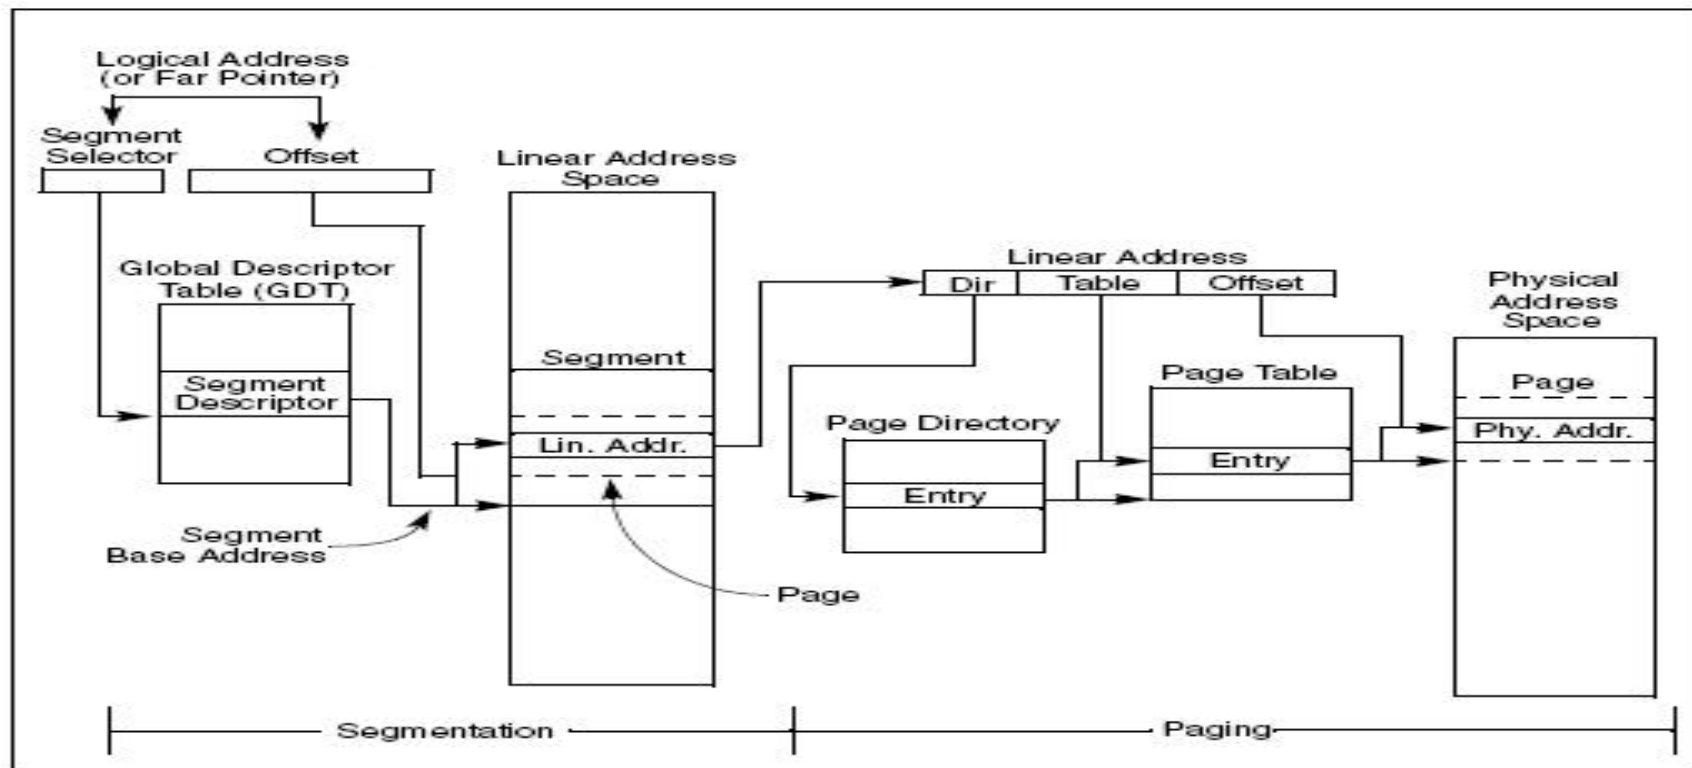 Logical Address
(or Far Pointer)
Segment
Selector
Offset
Linear Address
Space
Global Descriptor
Table (GDT)
Segment
Descriptor
Segment
Lin. Addr.
Segment
Base Address
Page
Linear Address
Dir
Table
Offset
Page Directory
Entry
Page Table
Entry
Physical
Address
Space
Page
Phy. Addr.
Segmentation
Paging